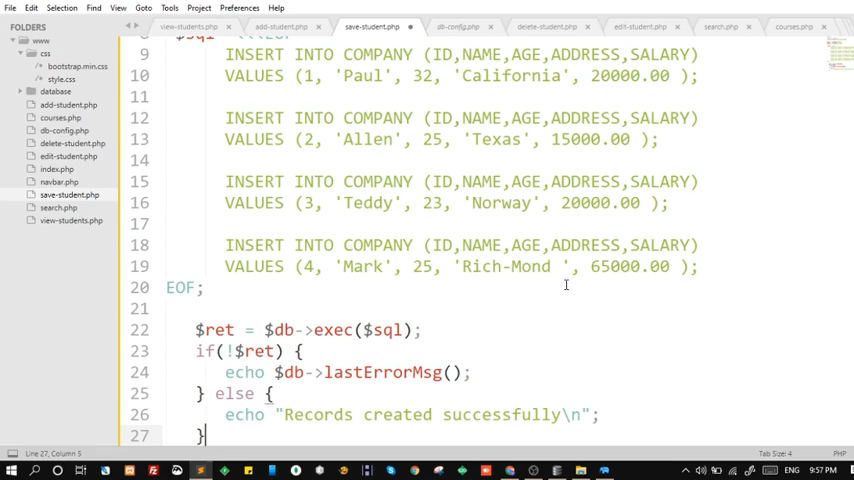 File Edit Selection Find View Goto Tools Project Preferences Help
FOLDERS
view-students.php add-student.php save-student.php db-config.php delete-student.php edit-student.php search.php courses.php
www
css
bootstrap.min.css
style.css
database
add-student.php
courses.php
db-config.php
delete-student.php
edit-student.php
index.php
navbar.php
save-student.php
search.php
view-students.php
8 $sql <<<EOF
9 INSERT INTO COMPANY (ID,NAME,AGE,ADDRESS,SALARY)
10 VALUES (1, 'Paul', 32, 'California', 20000.00 );
11
12 INSERT INTO COMPANY (ID,NAME,AGE,ADDRESS,SALARY)
13 VALUES (2, 'Allen', 25, 'Texas', 15000.00 );
14
15 INSERT INTO COMPANY (ID,NAME,AGE,ADDRESS,SALARY)
16 VALUES (3, 'Teddy', 23, 'Norway', 20000.00 );
17
18 INSERT INTO COMPANY (ID,NAME,AGE,ADDRESS,SALARY)
19 VALUES (4, 'Mark', 25, 'Rich-Mond ', 65000.00 );
20 EOF;
21
22 $ret = $db->exec($sql);
23 if(!$ret) {
24 echo $db->lastErrorMsg();
25 } else {
26 echo "Records created successfully\n";
27 }
Line 27, Column 5 Tab Size: 4 PHP
9:57 PM